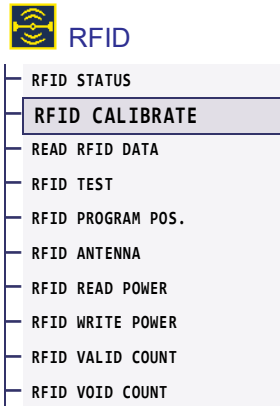 RFID
RFID STATUS
RFID CALIBRATE
READ RFID DATA
RFID TEST
RFID PROGRAM POS.
RFID ANTENNA
RFID READ POWER
RFID WRITE POWER
RFID VALID COUNT
RFID VOID COUNT